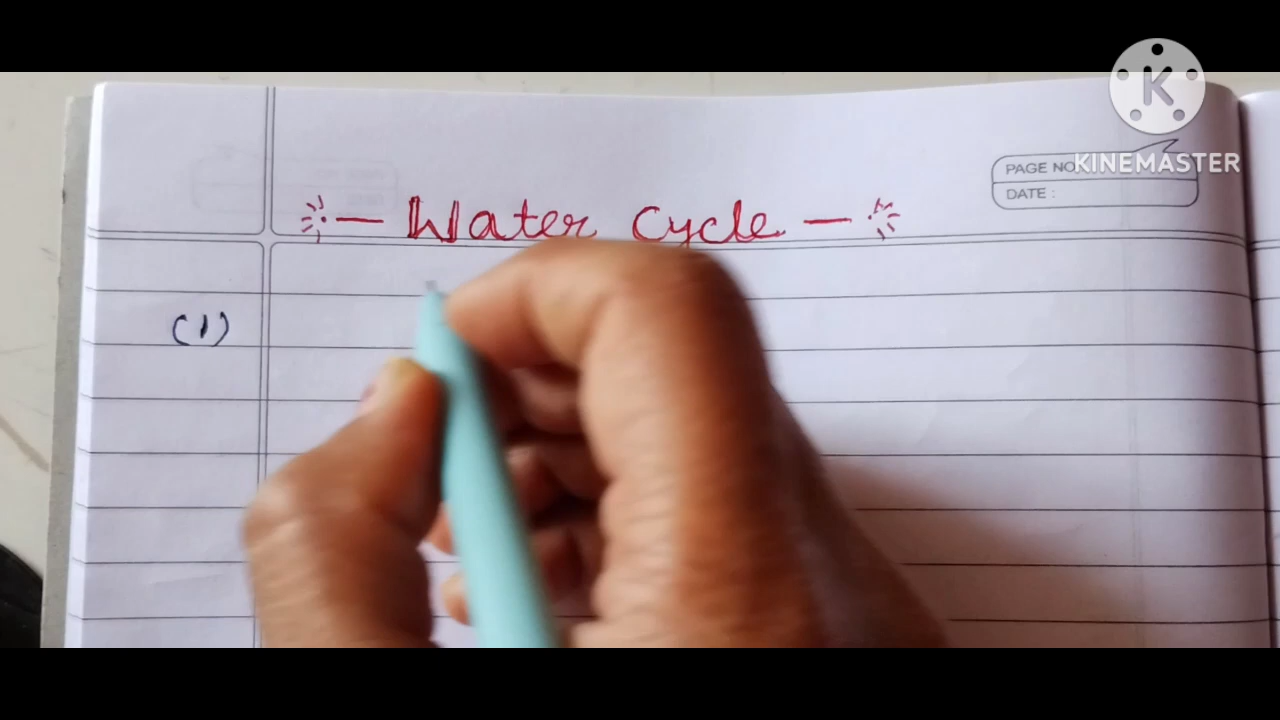 K
KINEMASTER
PAGE NO
DATE :
— Water Cycle —
(1)